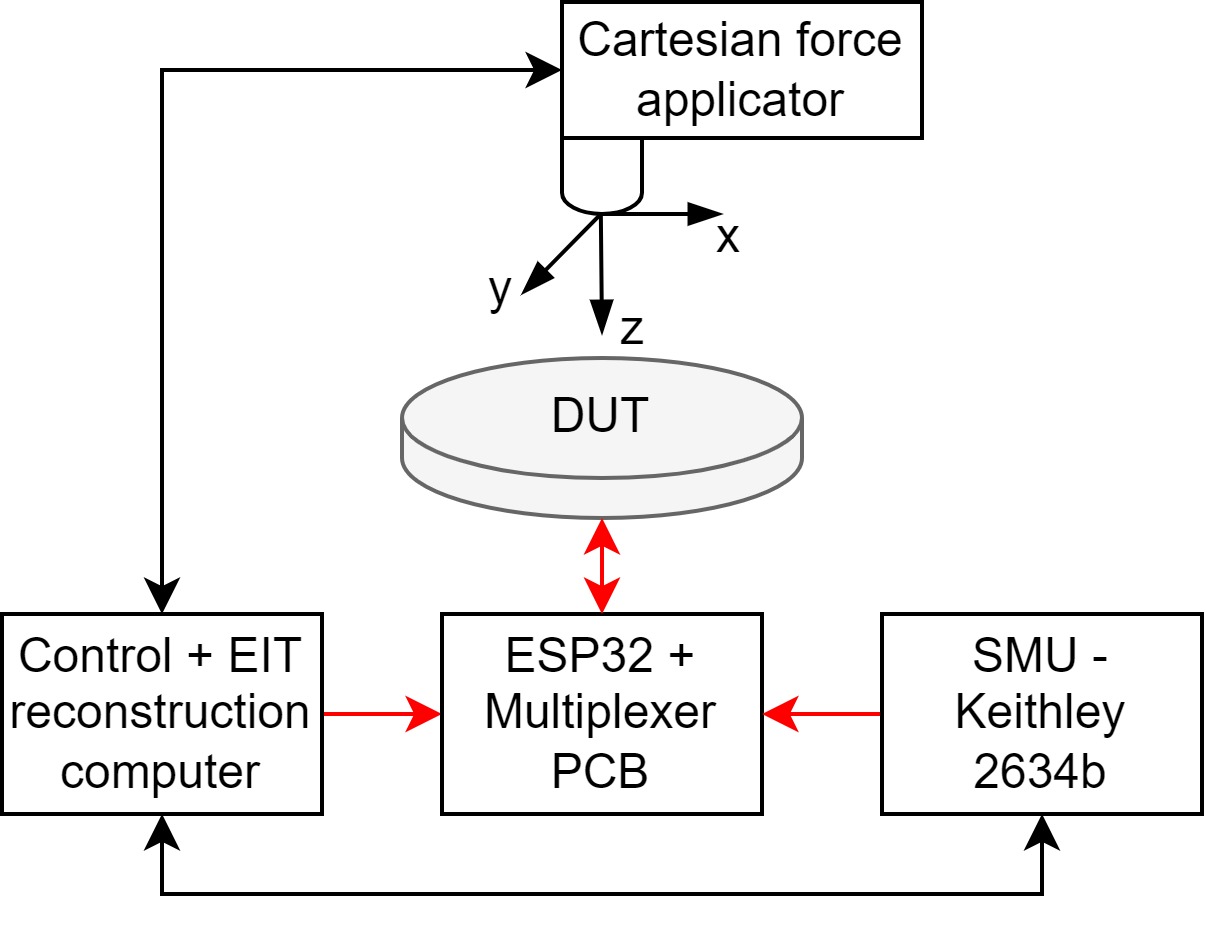 Cartesian force
applicator
x
y
z
DUT
Control + EIT
reconstruction
computer
ESP32 +
Multiplexer
PCB
SMU -
Keithley
2634b